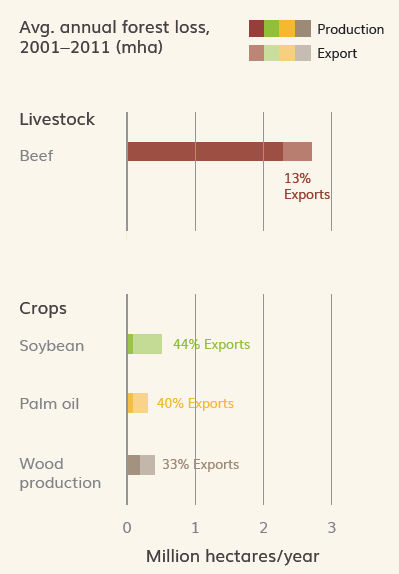 Avg. annual forest loss,
2001–2011 (mha)
Production
Export
Livestock
Beef
13%
Exports
Crops
Soybean
44% Exports
Palm oil
40% Exports
Wood
production
33% Exports
0 1 2 3
Million hectares/year